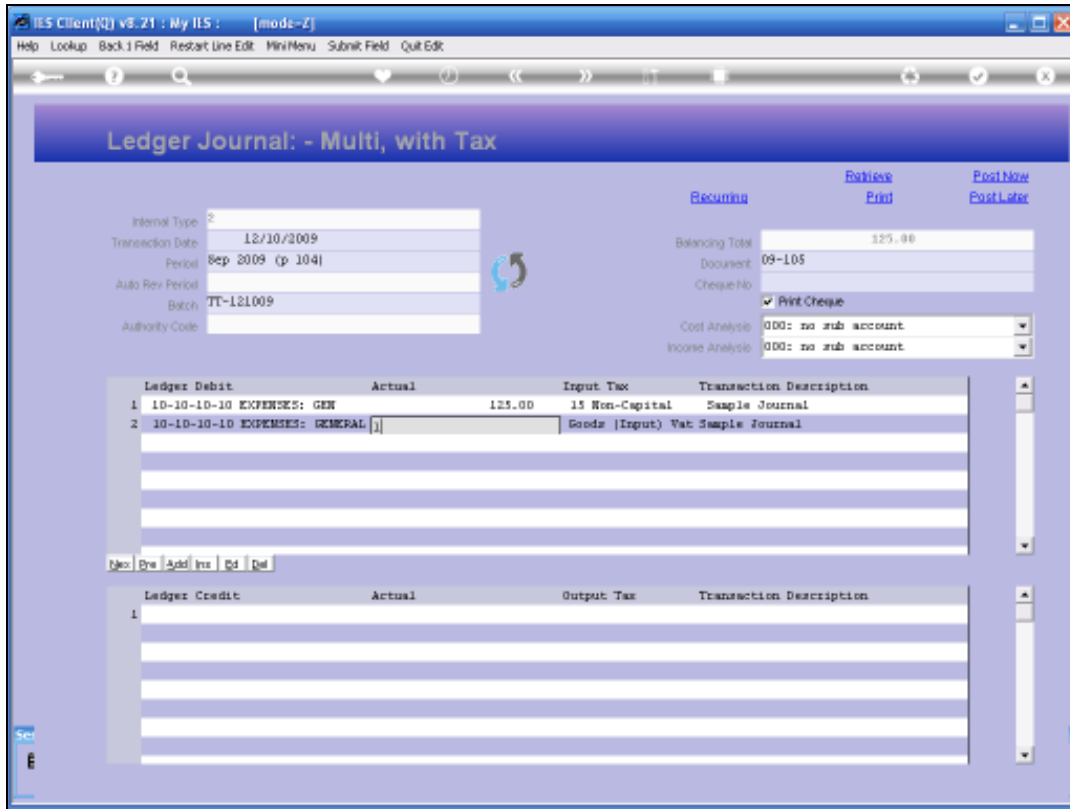 IES Client(Q) v8.21 : My IES : [mode-Z]
Help Lookup Back 1 Field Restart Line Edit MiniMenu Submit Field Quit Edit
Ledger Journal: - Multi, with Tax
Retrieve Post Now
Recurring Print Post Later
Internal Type 2
Transaction Date 12/10/2009 Balancing Total 125.00
Period Sep 2009 (p 104) Document 09-105
Auto Rev Period Cheque No
Batch TT-121009 Print Cheque
Authority Code Cost Analysis 000: no sub account
Income Analysis 000: no sub account
Ledger Debit Actual Input Tax Transaction Description
1 10-10-10-10 EXPENSES: GEN 125.00 15 Non-Capital Sample Journal
2 10-10-10-10 EXPENSES: GENERAL Goods (Input) Vat Sample Journal
Nex Pre Add Ins Ed Del
Ledger Credit Actual Output Tax Transaction Description
1